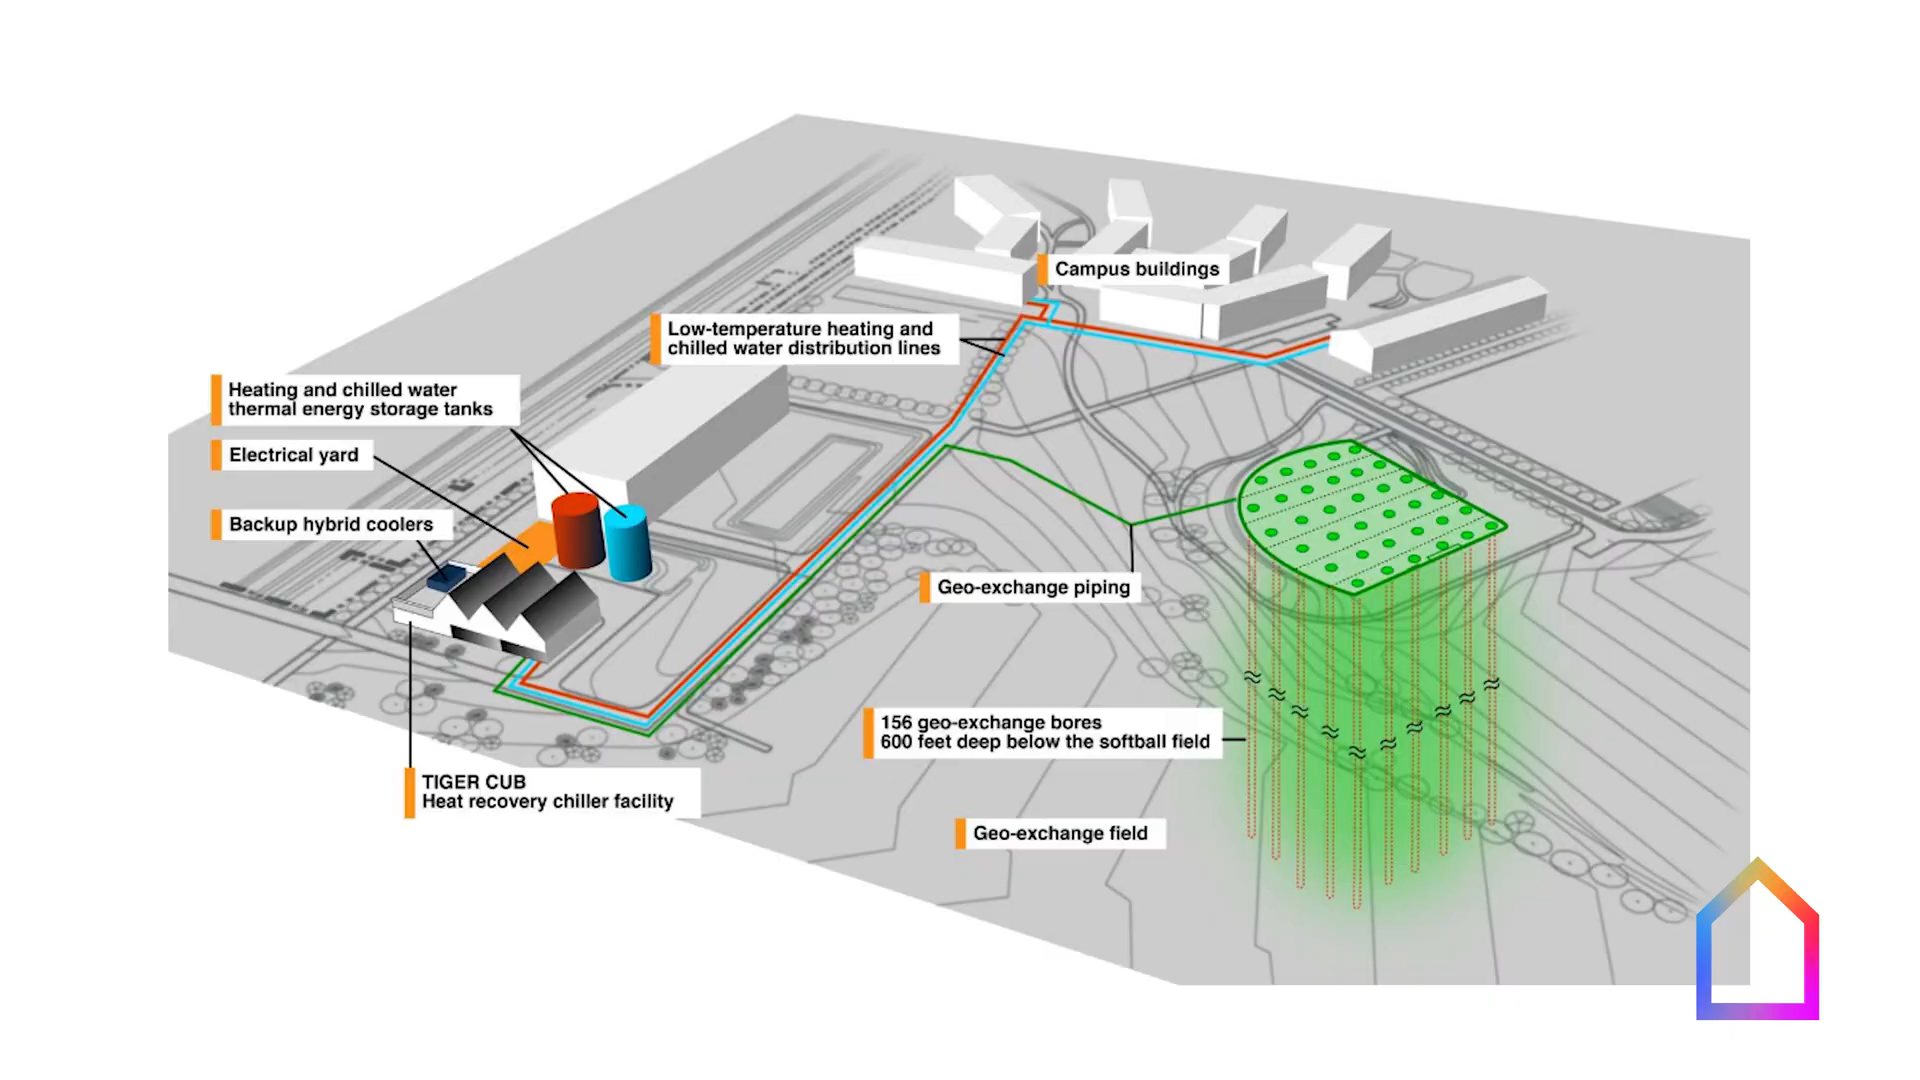 Campus buildings
Low-temperature heating and
chilled water distribution lines
Heating and chilled water
thermal energy storage tanks
Electrical yard
Backup hybrid coolers
Geo-exchange piping
156 geo-exchange bores
600 feet deep below the softball field
TIGER CUB
Heat recovery chiller facility
Geo-exchange field